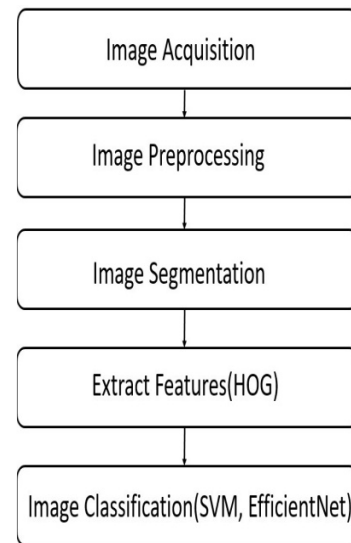 Image Acquisition
Image Preprocessing
Image Segmentation
Extract Features(HOG)
Image Classification(SVM, EfficientNet)